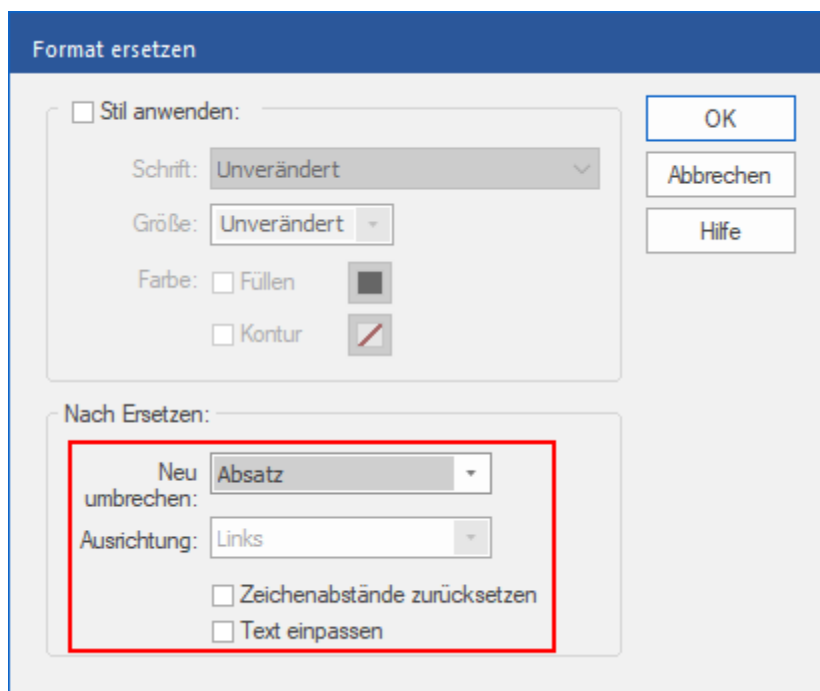 Format ersetzen
Stil anwenden:
OK
Schrift: Unverändert
Abbrechen
Größe: Unverändert
Hilfe
Farbe: Füllen
Kontur
Nach Ersetzen:
Neu
umbrechen: Absatz
Ausrichtung: Links
Zeichenabstände zurücksetzen
Text einpassen